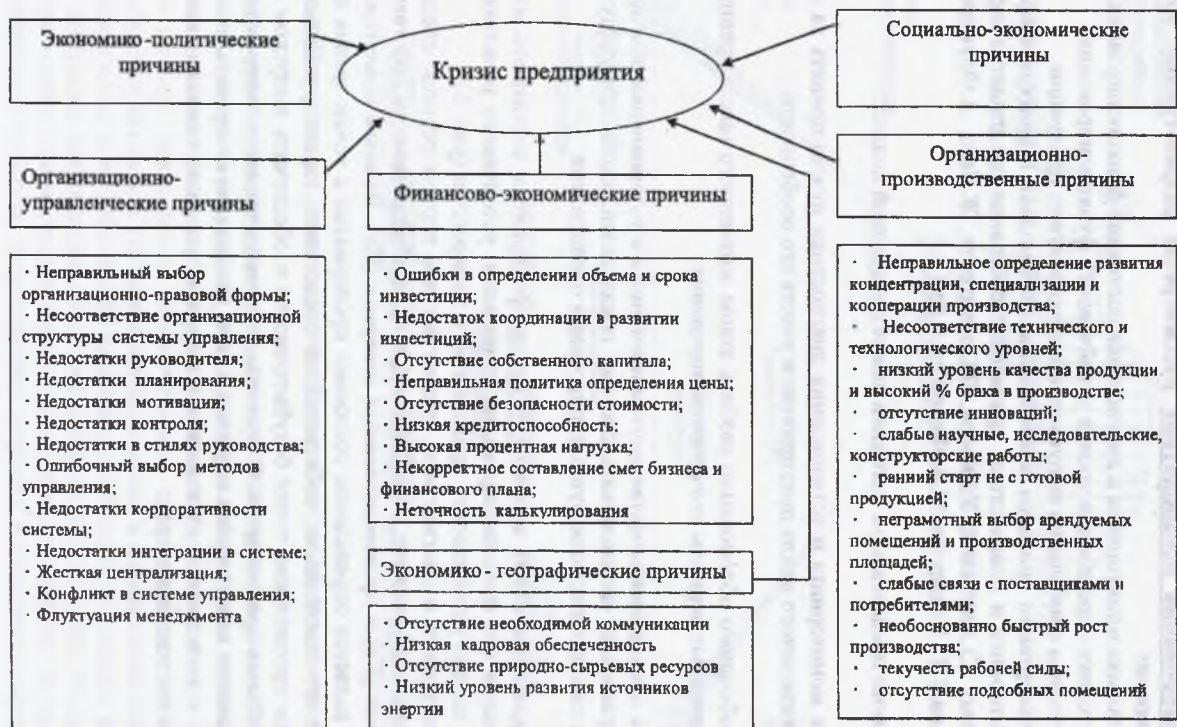 Экономико-политические
причины
Кризис предприятия
Социально-экономические
причины
Организационно-
управленческие причины
Финансово-экономические причины
Организационно-
производственные причины
· Неправильный выбор
организационно-правовой формы;
· Несоответствие организационной
структуры системы управления;
· Недостатки руководителя;
· Недостатки планирования;
· Недостатки мотивации;
· Недостатки контроля;
· Недостатки в стилях руководства;
· Ошибочный выбор методов
управления;
· Недостатки корпоративности
системы;
· Недостатки интеграции в системе;
· Жесткая централизация;
· Конфликт в системе управления;
· Флуктуация менеджмента
· Ошибки в определении объема и срока
инвестиции;
· Недостаток координации в развитии
инвестиций;
· Отсутствие собственного капитала;
· Неправильная политика определения цены;
· Отсутствие безопасности стоимости;
· Низкая кредитоспособность;
· Высокая процентная нагрузка;
· Некорректное составление смет бизнеса и
финансового плана;
· Неточность калькулирования
Экономико - географические причины
· Отсутствие необходимой коммуникации
· Низкая кадровая обеспеченность
· Отсутствие природно-сырьевых ресурсов
· Низкий уровень развития источников
энергии
· Неправильное определение развития
концентрации, специализации и
кооперации производства;
· Несоответствие технического и
технологического уровней;
· низкий уровень качества продукции
и высокий % брака в производстве;
· отсутствие инноваций;
· слабые научные, исследовательские,
конструкторские работы;
· ранний старт не с готовой
продукцией;
· неграмотный выбор арендуемых
помещений и производственных
площадей;
· слабые связи с поставщиками и
потребителями;
· необоснованно быстрый рост
производства;
· текучесть рабочей силы;
· отсутствие подсобных помещений